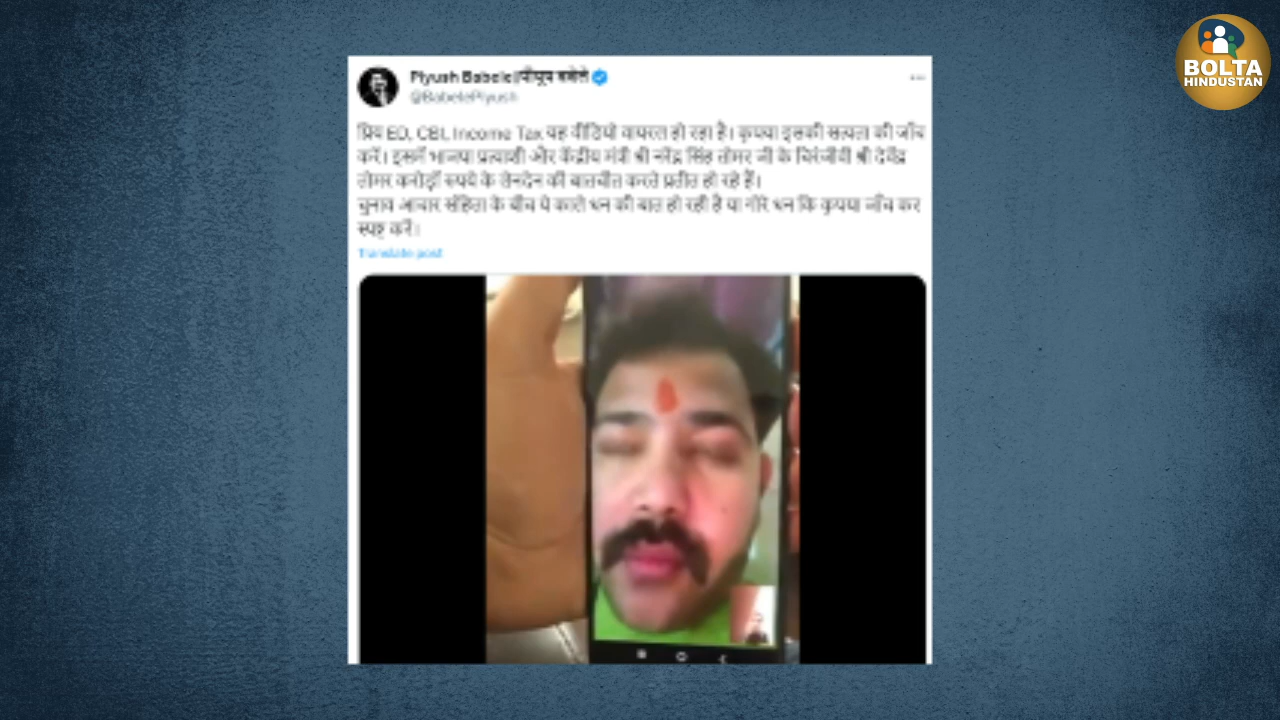 Piyush Babele||पीयूष बबेले
@BabelePiyush
प्रिय ED, CBI, Income Tax यह वीडियो वायरल हो रहा है। कृपया इसकी सत्यता की जाँच
करें। इसमें भाजपा प्रत्याशी और केंद्रीय मंत्री श्री नरेंद्र सिंह तोमर जी के चिरंजीवी श्री देवेंद्र
तोमर करोड़ों रुपये के लेनदेन की बातचीत करते प्रतीत हो रहे हैं।
चुनाव आचार संहिता के बीच ये काले धन की बात हो रही है या गोरे धन कि कृपया जाँच कर
स्पष्ट करें।
Translate post
BOLTA
HINDUSTAN